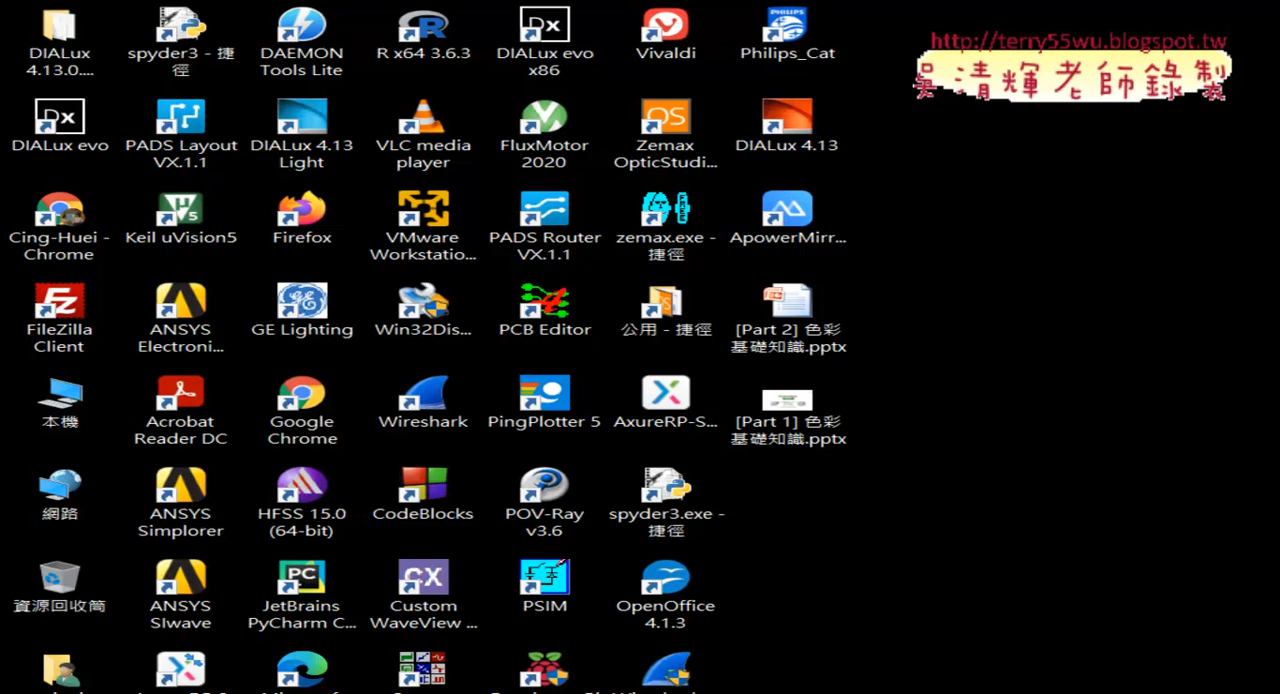 http://terry55wu.blogspot.tw
吳清輝老師錄製
DIALux
4.13.0....
spyder3 - 捷
徑
DAEMON
Tools Lite
R x64 3.6.3
DIALux evo
x86
Vivaldi
Philips_Cat
DIALux evo
PADS Layout
VX.1.1
DIALux 4.13
Light
VLC media
player
FluxMotor
2020
Zemax
OpticStudi...
DIALux 4.13
Cing-Huei -
Chrome
Keil uVision5
Firefox
VMware
Workstatio...
PADS Router
VX.1.1
zemax.exe -
捷徑
ApowerMirr...
FileZilla
Client
ANSYS
Electroni...
GE Lighting
Win32Dis...
PCB Editor
公用 - 捷徑
[Part 2] 色彩
基礎知識.pptx
本機
Acrobat
Reader DC
Google
Chrome
Wireshark
PingPlotter 5
AxureRP-S...
[Part 1] 色彩
基礎知識.pptx
網路
ANSYS
Simplorer
HFSS 15.0
(64-bit)
CodeBlocks
POV-Ray
v3.6
spyder3.exe -
捷徑
資源回收筒
ANSYS
SIwave
JetBrains
PyCharm C...
Custom
WaveView ...
PSIM
OpenOffice
4.1.3